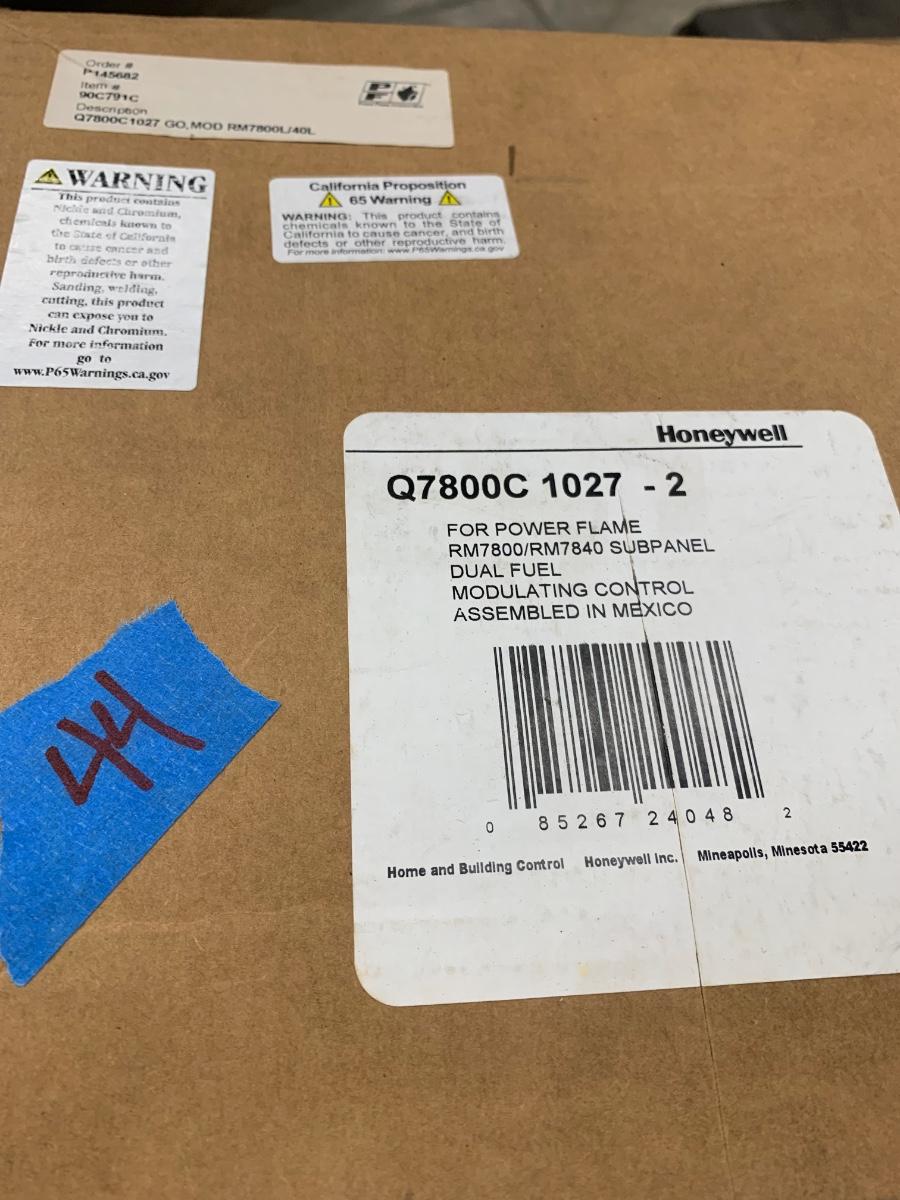 Order #
P145682
Item #
90C791C
Description
Q7800C1027 GO,MOD RM7800L/40L
PF
WARNING
This product contains
Nickle and Chromium,
chemicals known to
the State of California
to cause cancer and
birth defects or other
reproductive harm.
Sanding, welding,
cutting, this product
can expose you to
Nickle and Chromium.
For more information
go to
www.P65Warnings.ca.gov
California Proposition
65 Warning
WARNING: This product contains
chemicals known to the State of
California to cause cancer, and birth
defects or other reproductive harm.
For more information: www.P65Warnings.ca.gov
Honeywell
Q7800C 1027 - 2
FOR POWER FLAME
RM7800/RM7840 SUBPANEL
DUAL FUEL
MODULATING CONTROL
ASSEMBLED IN MEXICO
0 85267 24048 2
Home and Building Control Honeywell Inc. Mineapolis, Minesota 55422
44